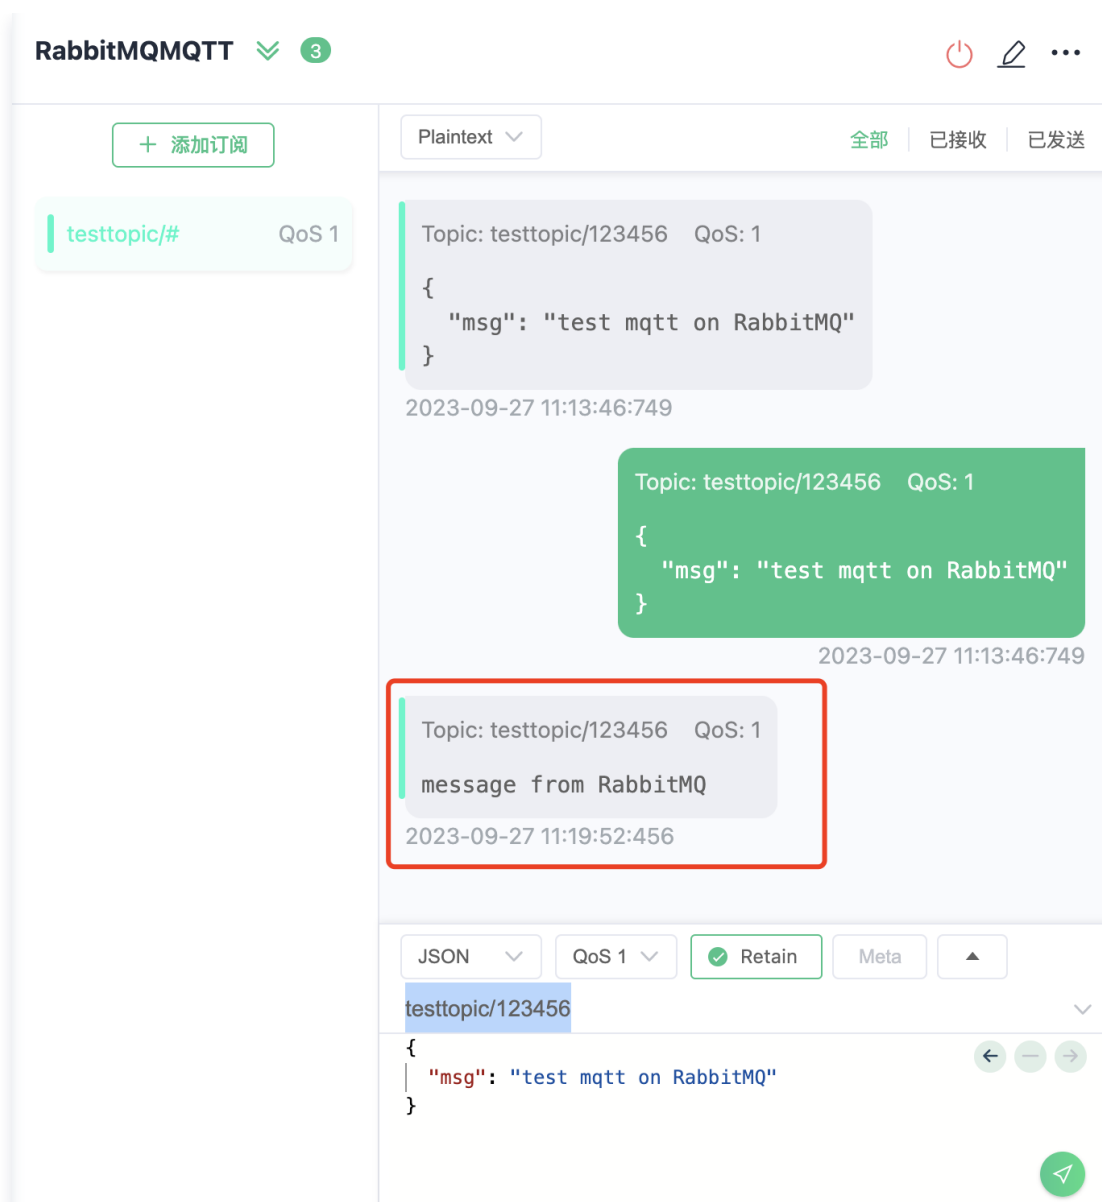 RabbitMQMQTT 3
+ 添加订阅
testtopic/# QoS 1
Plaintext 全部 已接收 已发送
Topic: testtopic/123456 QoS: 1
{
"msg": "test mqtt on RabbitMQ"
}
2023-09-27 11:13:46:749
Topic: testtopic/123456 QoS: 1
{
"msg": "test mqtt on RabbitMQ"
}
2023-09-27 11:13:46:749
Topic: testtopic/123456 QoS: 1
message from RabbitMQ
2023-09-27 11:19:52:456
JSON QoS 1 Retain Meta
testtopic/123456
{
"msg": "test mqtt on RabbitMQ"
}